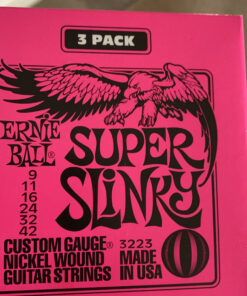 3 PACK
ERNIE
BALL®
SUPER
SLINKY
9
11
16
24
32
42
CUSTOM GAUGE®
NICKEL WOUND
GUITAR STRINGS
3223
MADE
IN USA